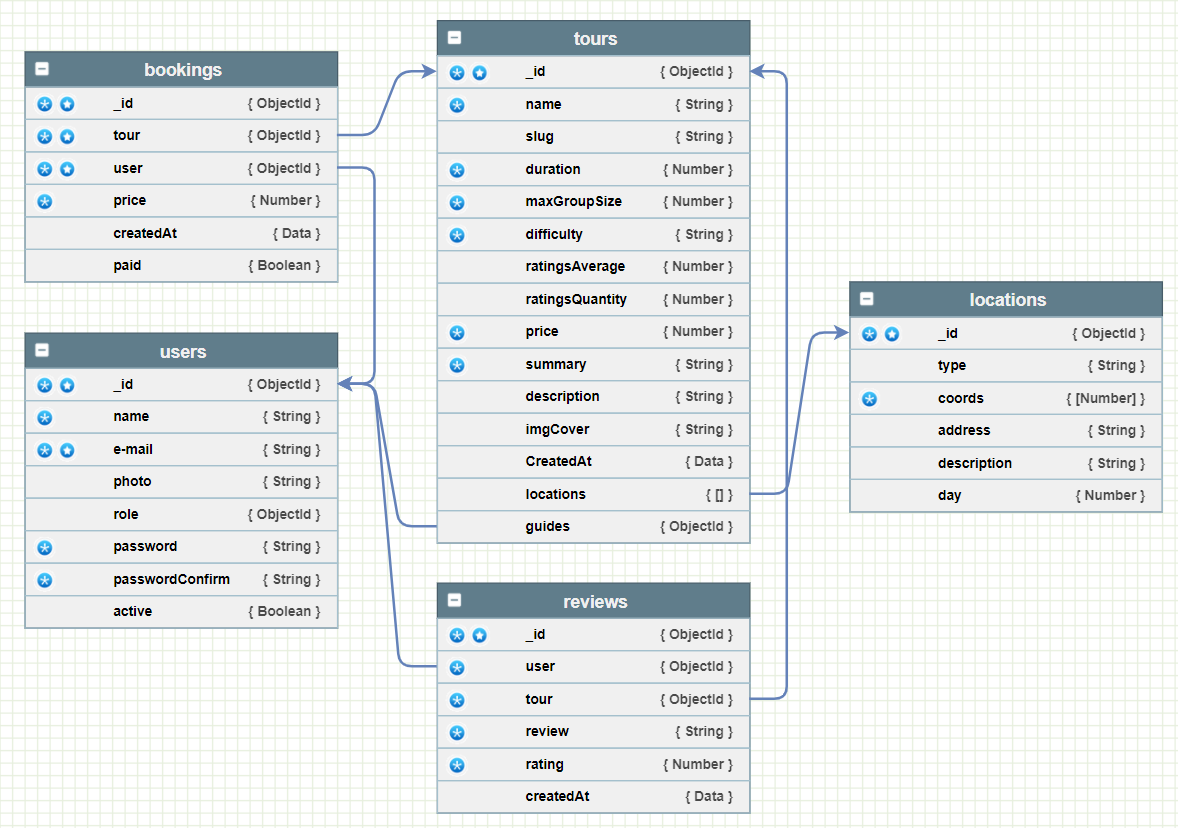 bookings
_id { ObjectId }
tour { ObjectId }
user { ObjectId }
price { Number }
createdAt { Data }
paid { Boolean }
users
_id { ObjectId }
name { String }
e-mail { String }
photo { String }
role { ObjectId }
password { String }
passwordConfirm { String }
active { Boolean }
tours
_id { ObjectId }
name { String }
slug { String }
duration { Number }
maxGroupSize { Number }
difficulty { String }
ratingsAverage { Number }
ratingsQuantity { Number }
price { Number }
summary { String }
description { String }
imgCover { String }
CreatedAt { Data }
locations { [] }
guides { ObjectId }
reviews
_id { ObjectId }
user { ObjectId }
tour { ObjectId }
review { String }
rating { Number }
createdAt { Data }
locations
_id { ObjectId }
type { String }
coords { [Number] }
address { String }
description { String }
day { Number }